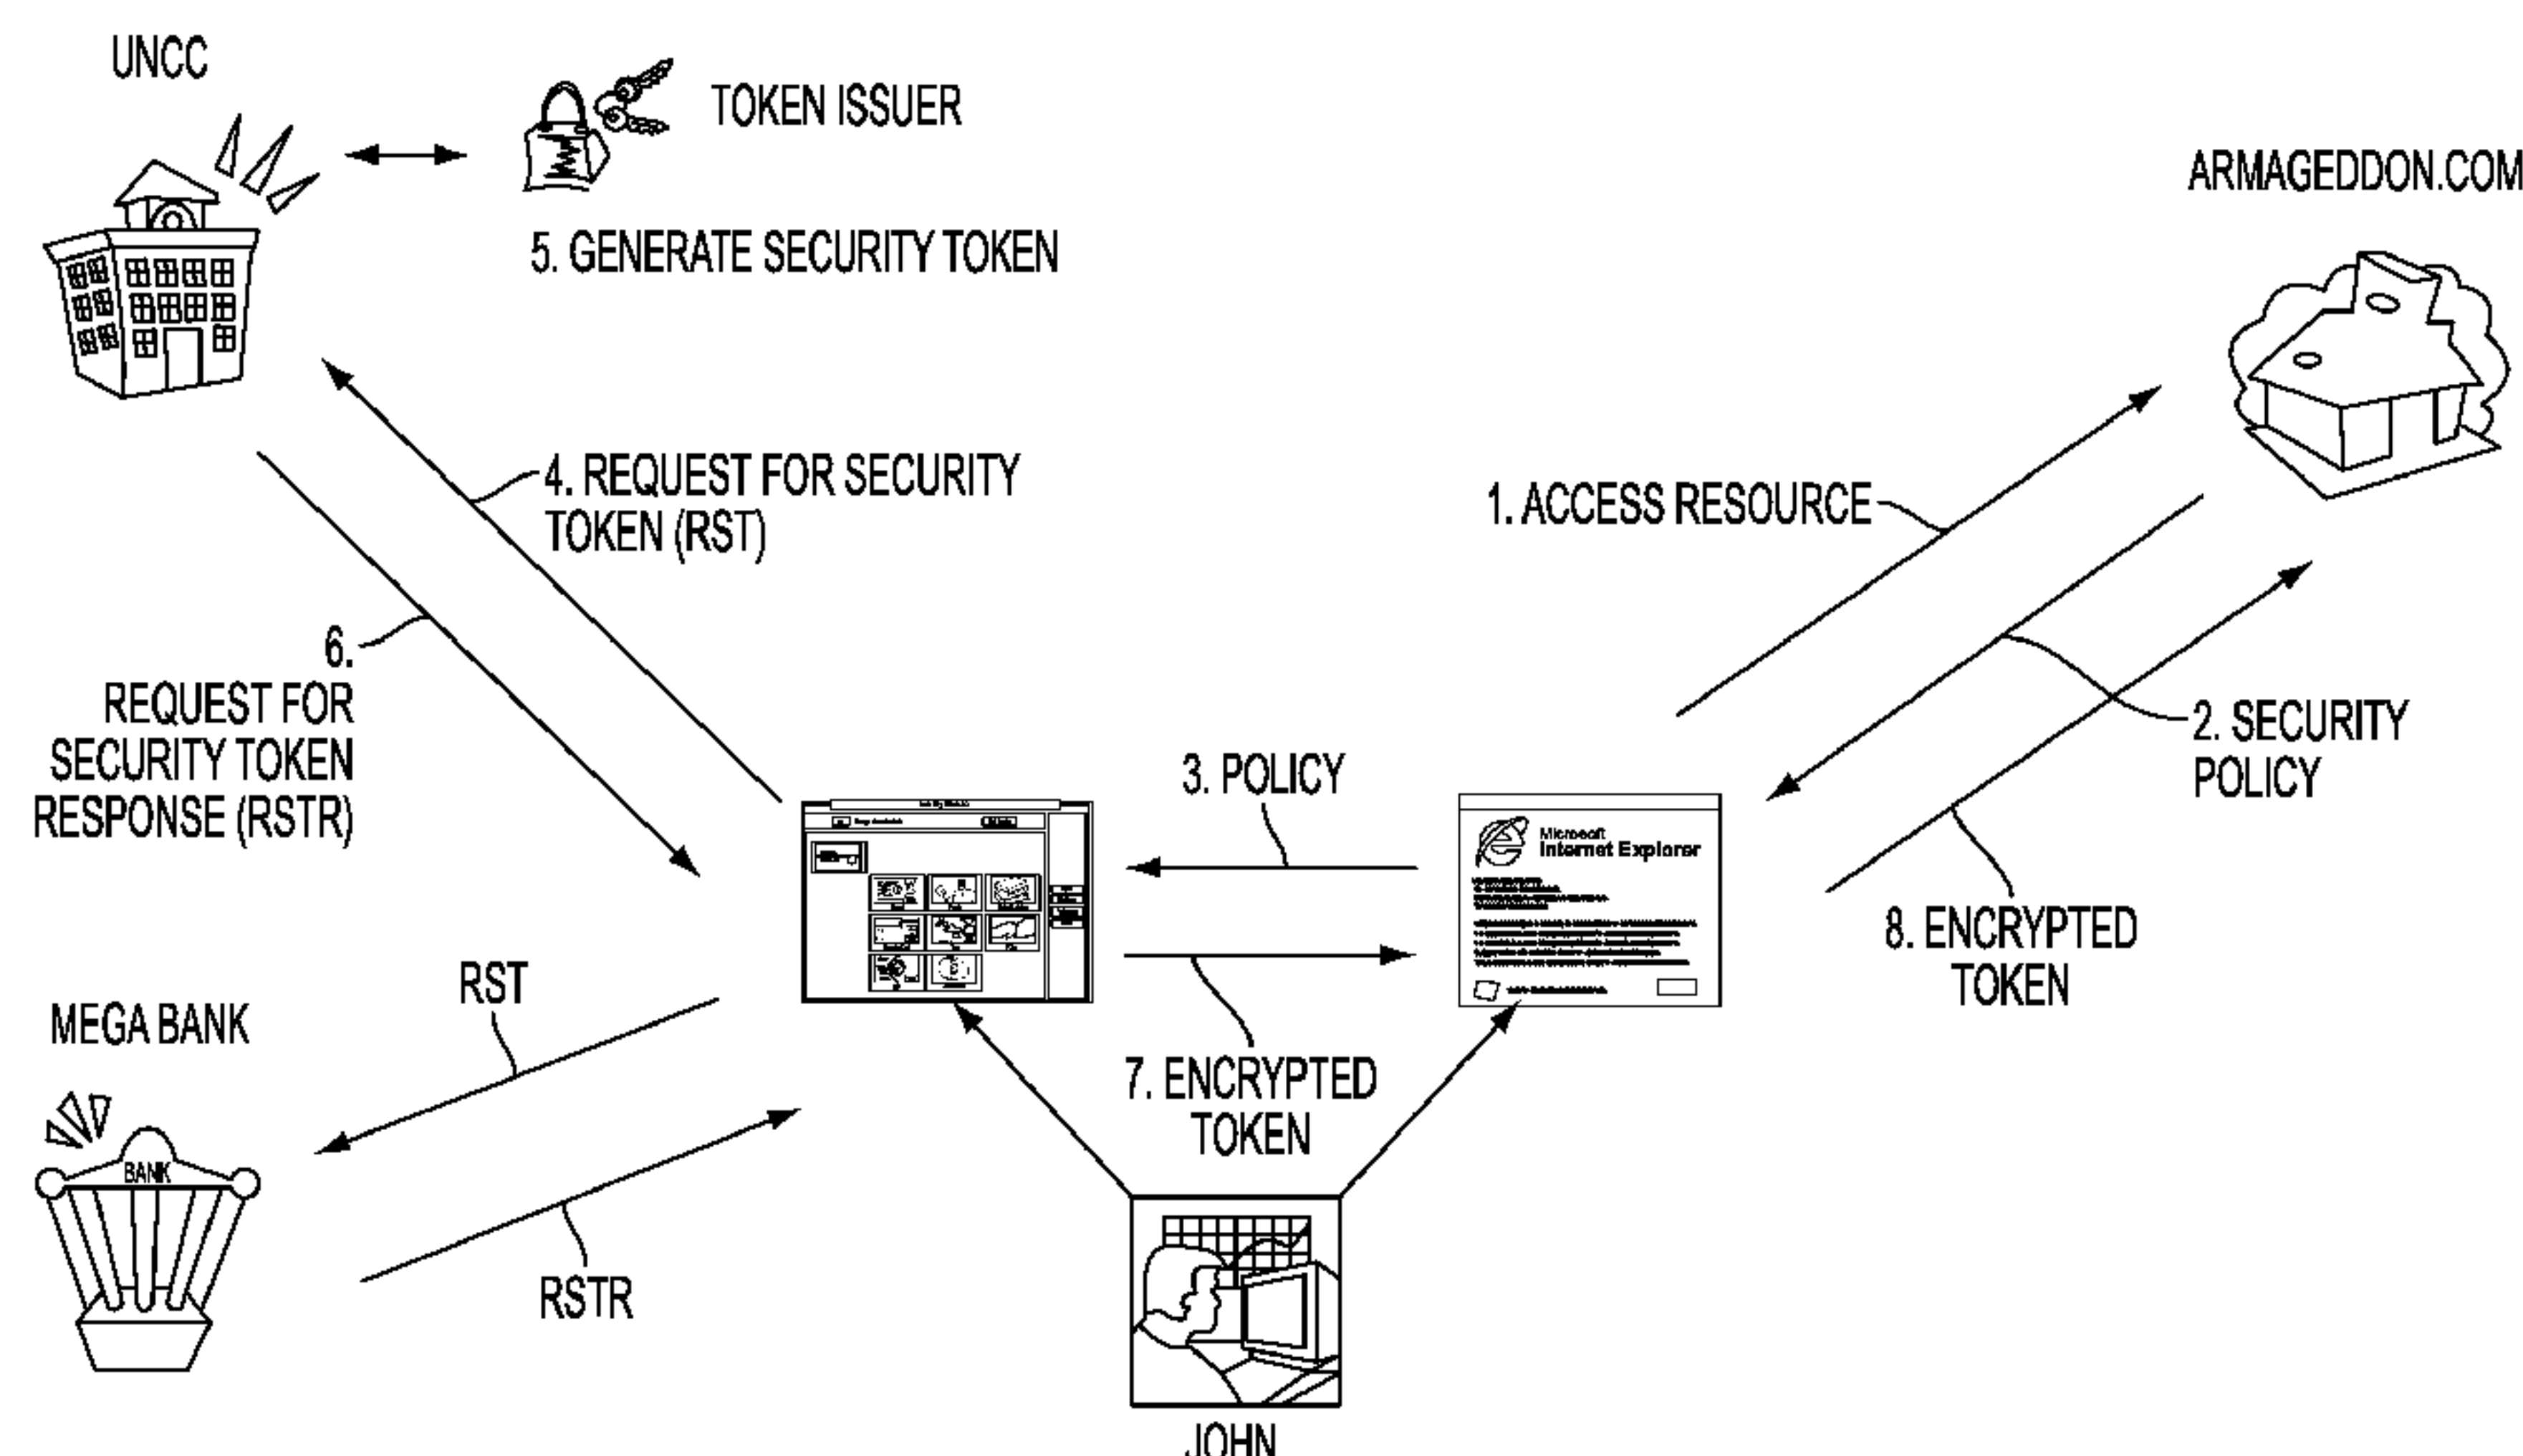 UNCC
TOKEN ISSUER
5. GENERATE SECURITY TOKEN
ARMAGEDDON.COM
4. REQUEST FOR SECURITY
TOKEN (RST)
1. ACCESS RESOURCE
6.
REQUEST FOR
SECURITY TOKEN
RESPONSE (RSTR)
2. SECURITY
POLICY
3. POLICY
Microsoft
Internet Explorer
8. ENCRYPTED
TOKEN
7. ENCRYPTED
TOKEN
RST
MEGA BANK
BANK
RSTR
JOHN